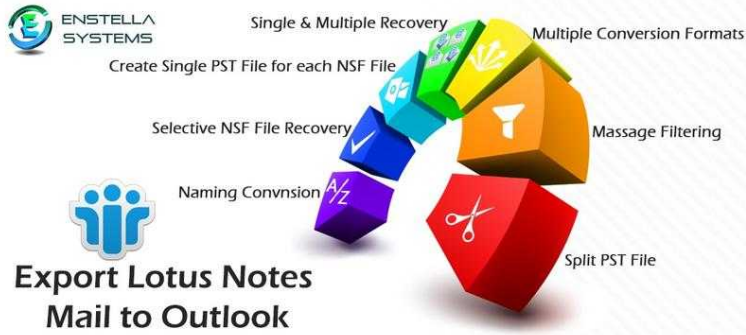 ENSTELLA
SYSTEMS
Single & Multiple Recovery
Multiple Conversion Formats
Create Single PST File for each NSF File
Selective NSF File Recovery
Massage Filtering
Naming Convnsion
A/Z
Split PST File
Export Lotus Notes
Mail to Outlook